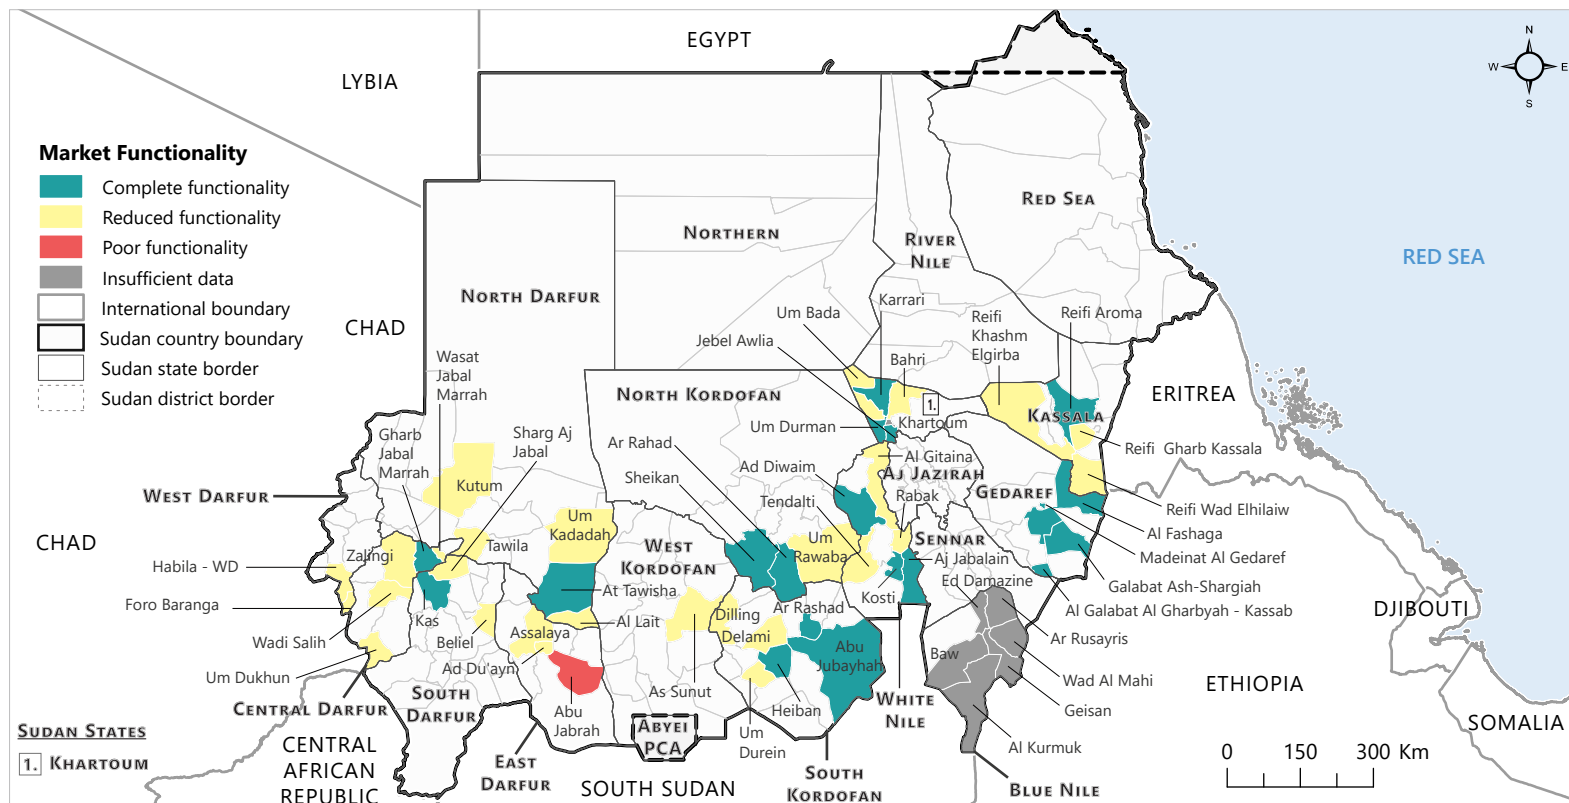 EGYPT
LYBIA
N
W
E
S
Market Functionality
Complete functionality
Reduced functionality
Poor functionality
Insufficient data
International boundary
Sudan country boundary
Sudan state border
Sudan district border
RED SEA
NORTHERN
RIVER
NILE
RED SEA
NORTH DARFUR
CHAD
Karrari
Um Bada
Reifi
Khashm
Elgirba
Reifi Aroma
Jebel Awlia
Bahri
Wasat
Jabal
Marrah
NORTH KORDOFAN
ERITREA
1.
KASSALA
Khartoum
Um Durman
Gharb
Jabal
Marrah
Sharg Aj
Jabal
Ar Rahad
Reifi  Gharb Kassala
Al Gitaina
Ad Diwaim
AJ JAZIRAH
Sheikan
Kutum
WEST DARFUR
Tendalti
Rabak
GEDAREF
Reifi Wad Elhilaiw
Um
Kadadah
Al Fashaga
CHAD
Zalingi
Tawila
WEST
KORDOFAN
Um
Rawaba
SENNAR
Madeinat Al Gedaref
Habila - WD
Aj Jabalain
Ed Damazine
Galabat Ash-Shargiah
At Tawisha
Kosti
Foro Baranga
Ar Rashad
Al Galabat Al Gharbyah - Kassab
DJIBOUTI
Kas
Dilling
Al Lait
Wadi Salih
Beliel
Assalaya
Delami
Ar Rusayris
Abu
Jubayhah
Baw
Ad Du'ayn
Um Dukhun
Wad Al Mahi
ETHIOPIA
As Sunut
SOUTH
DARFUR
CENTRAL DARFUR
Heiban
WHITE
NILE
Geisan
Abu
Jabrah
ABYEI
PCA
Um
Durein
SOMALIA
SUDAN STATES
1. KHARTOUM
CENTRAL
AFRICAN
REPUBLIC
Al Kurmuk
0 150 300 Km
EAST
DARFUR
SOUTH SUDAN
SOUTH
KORDOFAN
BLUE NILE